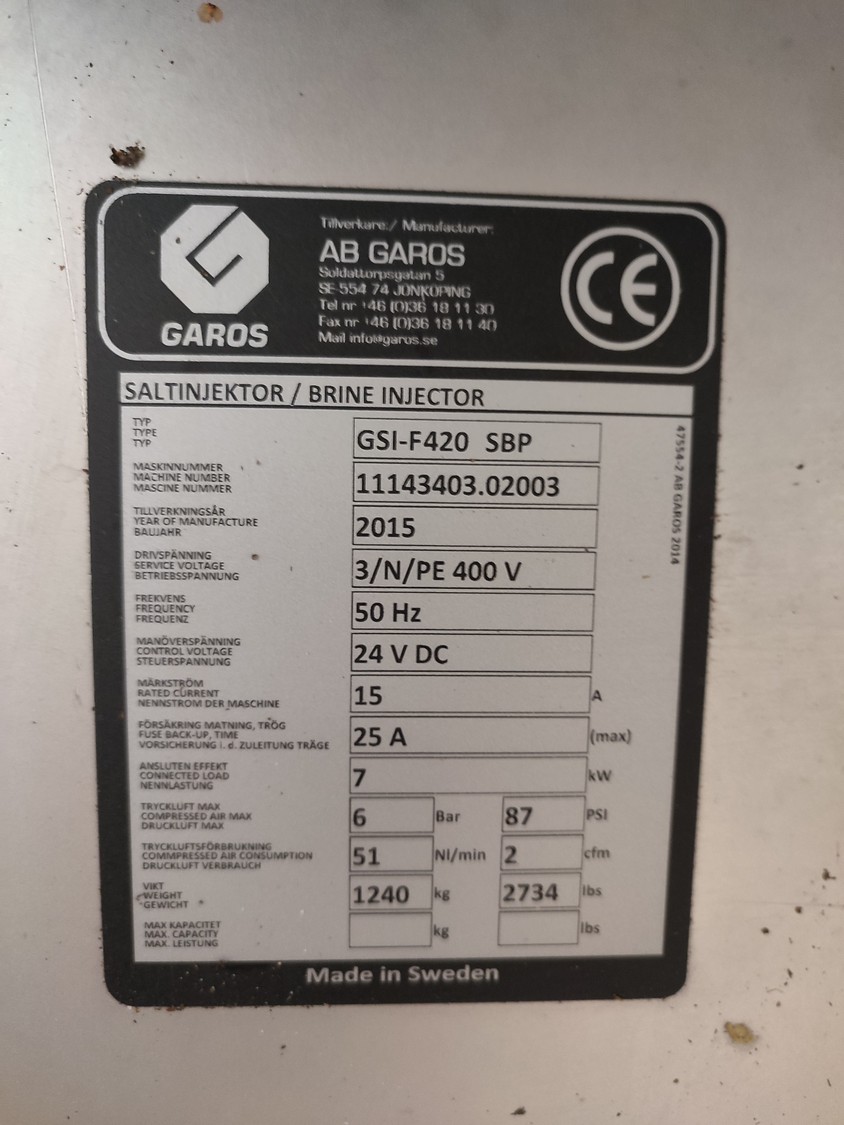 GAROS
Tillverkare / Manufacturer:
AB GAROS
Soldattorpsgatan 5
SE-554 74 JÖNKÖPING
Tel nr +46 (0)36 18 11 30
Fax nr +46 (0)36 18 11 40
Mail info@garos.se
CE
SALTINJEKTOR / BRINE INJECTOR
TYP
TYPE
TYP
GSI-F420 SBP
MASKINNUMMER
MACHINE NUMBER
MASCINE NUMMER
11143403.02003
TILLVERKNINGSÅR
YEAR OF MANUFACTURE
BAUJAHR
2015
DRIVSPÄNNING
SERVICE VOLTAGE
BETRIEBSSPANNUNG
3/N/PE 400 V
FREKVENS
FREQUENCY
FREQUENZ
50 Hz
MANÖVERSPÄNNING
CONTROL VOLTAGE
STEUERSPANNUNG
24 V DC
MÄRKSTRÖM
RATED CURRENT
NENNSTROM DER MASCHINE
15 A
FÖRSÄKRING MATNING, TRÖG
FUSE BACK-UP, TIME
VORSICHERUNG i. d. ZULEITUNG TRÄGE
25 A (max)
ANSLUTEN EFFEKT
CONNECTED LOAD
NENNLASTUNG
7 kW
TRYCKLUFT MAX
COMPRESSED AIR MAX
DRUCKLUFT MAX
6 Bar 87 PSI
TRYCKLUFTSFÖRBRUKNING
COMMPRESSED AIR CONSUMPTION
DRUCKLUFT VERBRAUCH
51 Nl/min 2 cfm
VIKT
WEIGHT
GEWICHT
1240 kg 2734 lbs
MAX KAPACITET
MAX. CAPACITY
MAX. LEISTUNG
kg lbs
47554-2 AB GAROS 2014
Made in Sweden